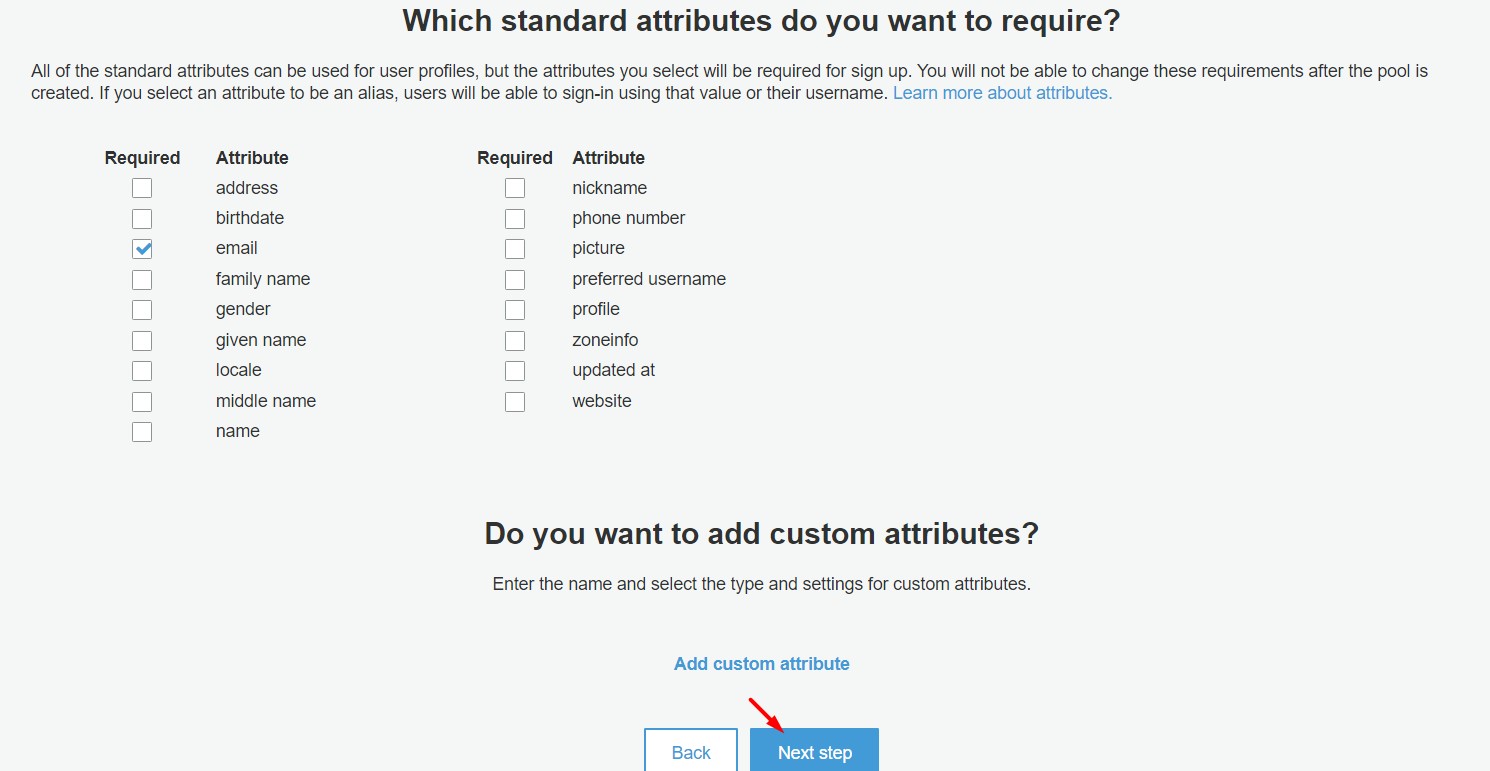 Which standard attributes do you want to require?
All of the standard attributes can be used for user profiles, but the attributes you select will be required for sign up. You will not be able to change these requirements after the pool is
created. If you select an attribute to be an alias, users will be able to sign-in using that value or their username. Learn more about attributes.
Required Attribute
address
birthdate
email
family name
gender
given name
locale
middle name
name
Required Attribute
nickname
phone number
picture
preferred username
profile
zoneinfo
updated at
website
Do you want to add custom attributes?
Enter the name and select the type and settings for custom attributes.
Add custom attribute
Back
Next step